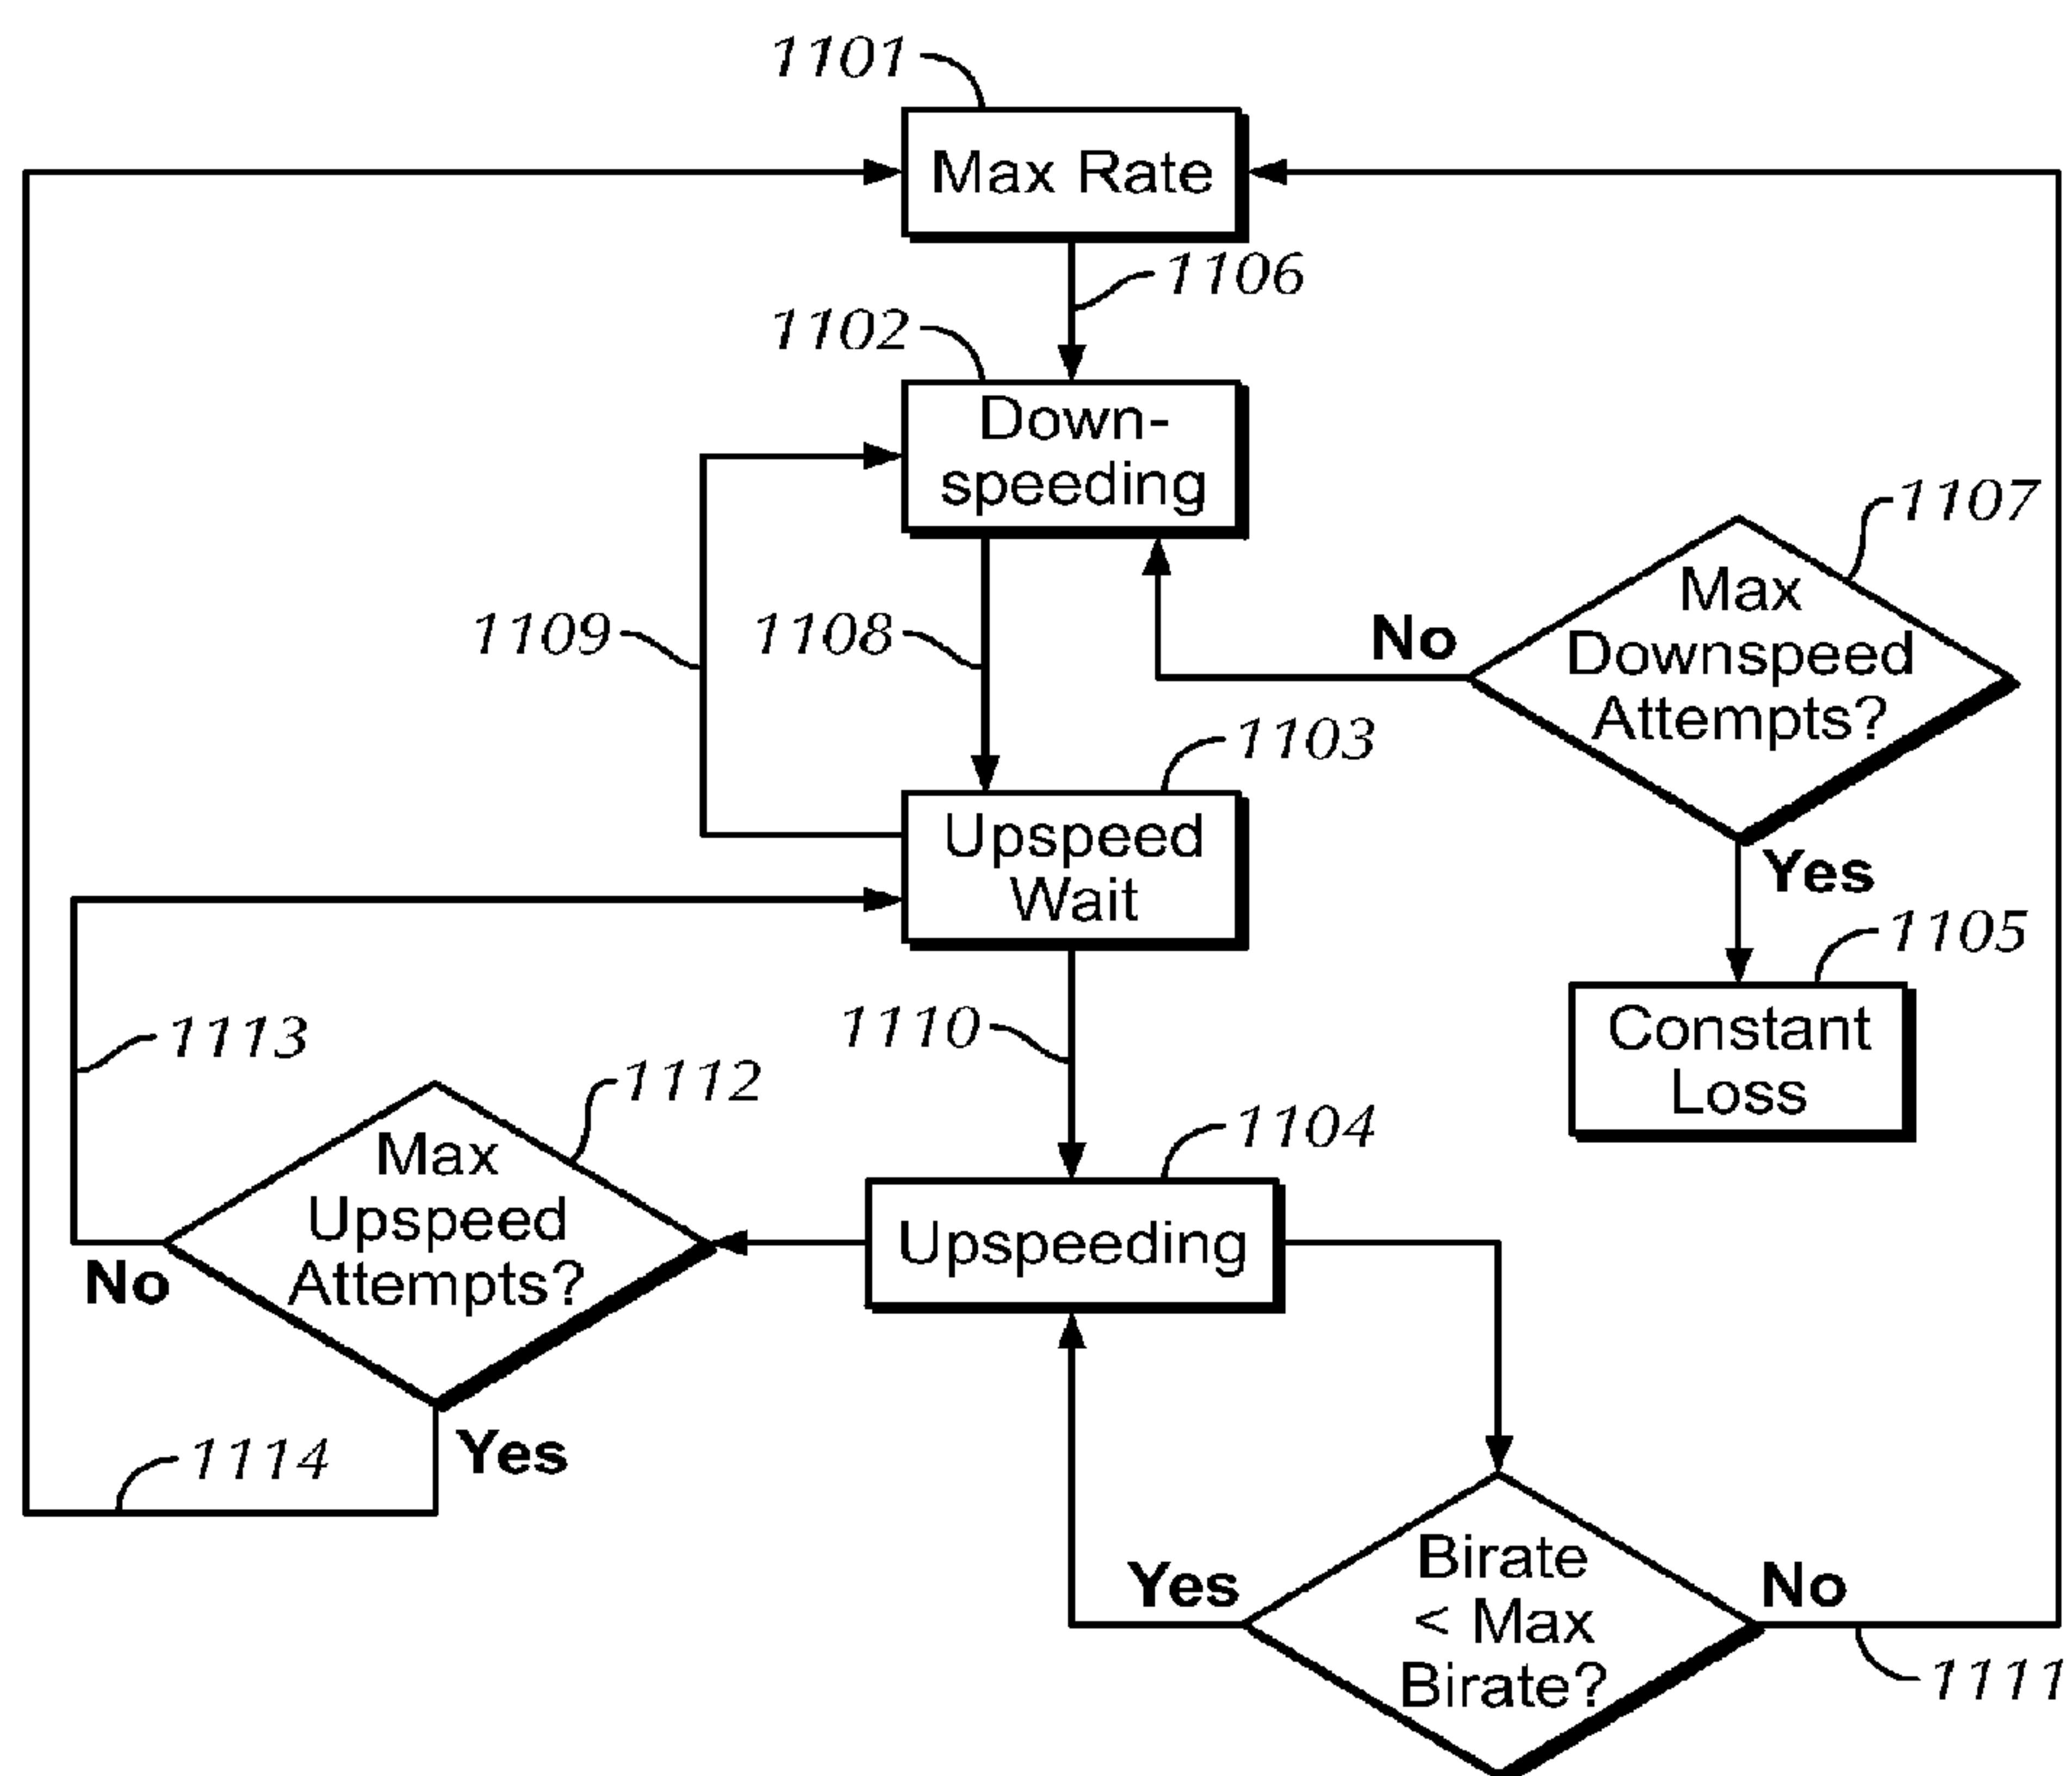 1101
Max Rate
1106
1102
Down-
speeding
1107
Max
Downspeed
Attempts?
No
Yes
1109
1108
1103
Upspeed
Wait
1105
Constant
Loss
1113
1110
1112
Max
Upspeed
Attempts?
No
Yes
1104
Upspeeding
1114
Birate
< Max
Birate?
Yes
No
1111